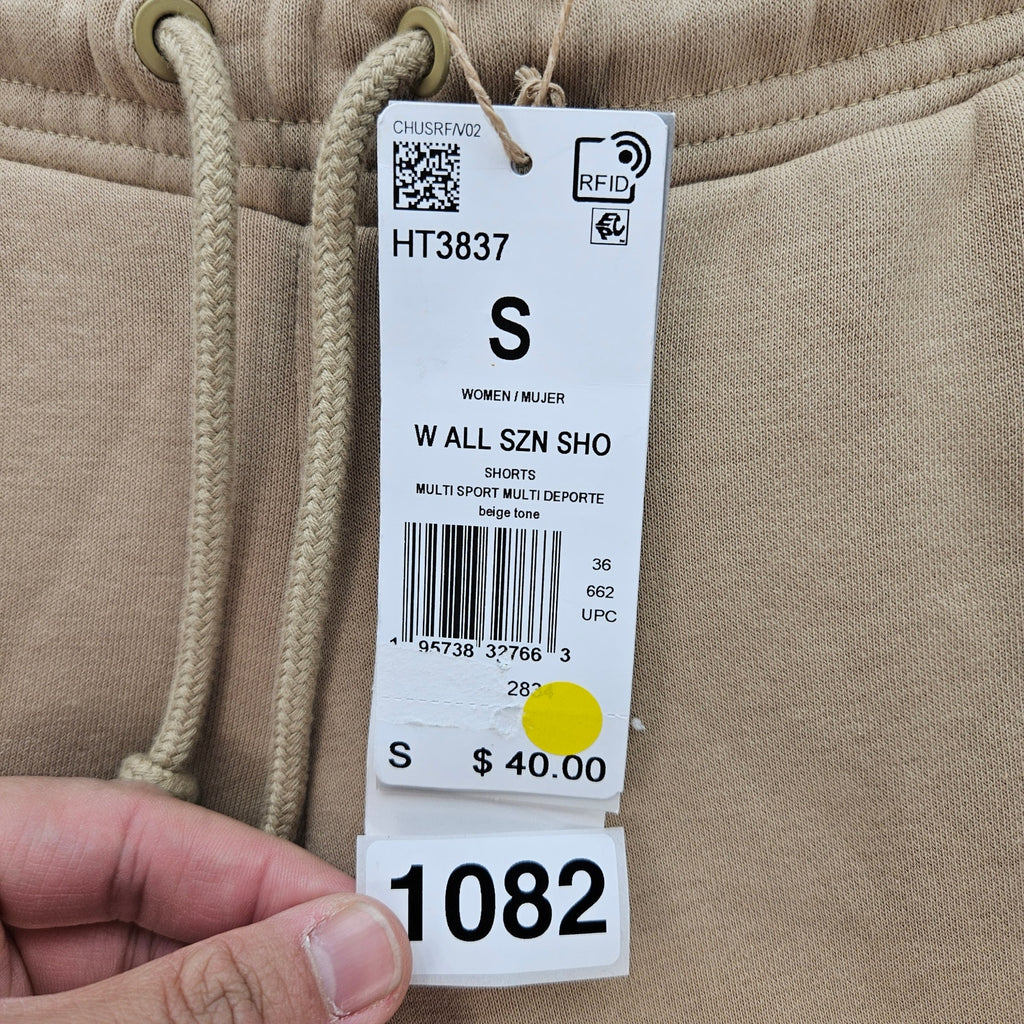 CHUSRF/V02
RFID
HT3837
S
WOMEN / MUJER
W ALL SZN SHO
SHORTS
MULTI SPORT MULTI DEPORTE
beige tone
36
662
UPC
1 95738 32766 3
2834
S $ 40.00
1082